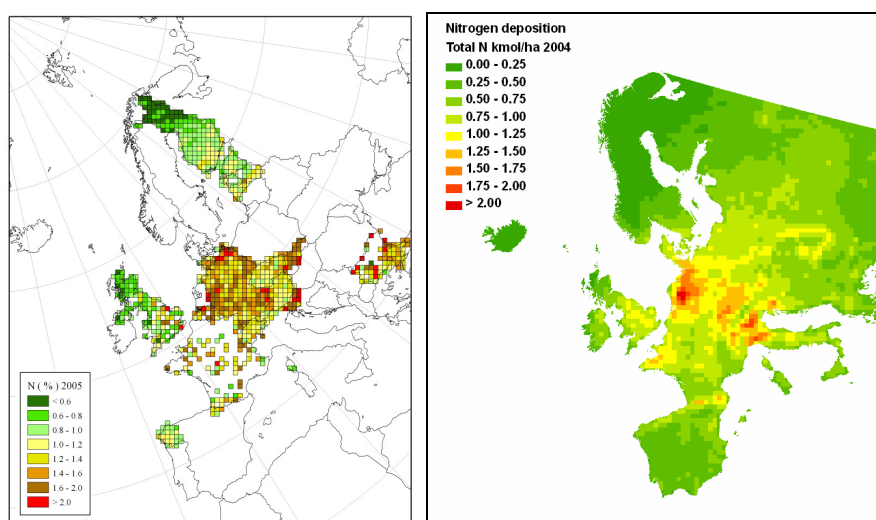 N ( % ) 2005
< 0.6
0.6 - 0.8
0.8 - 1.0
1.0 - 1.2
1.2 - 1.4
1.4 - 1.6
1.6 - 2.0
> 2.0
Nitrogen deposition
Total N kmol/ha 2004
0.00 - 0.25
0.25 - 0.50
0.50 - 0.75
0.75 - 1.00
1.00 - 1.25
1.25 - 1.50
1.50 - 1.75
1.75 - 2.00
> 2.00